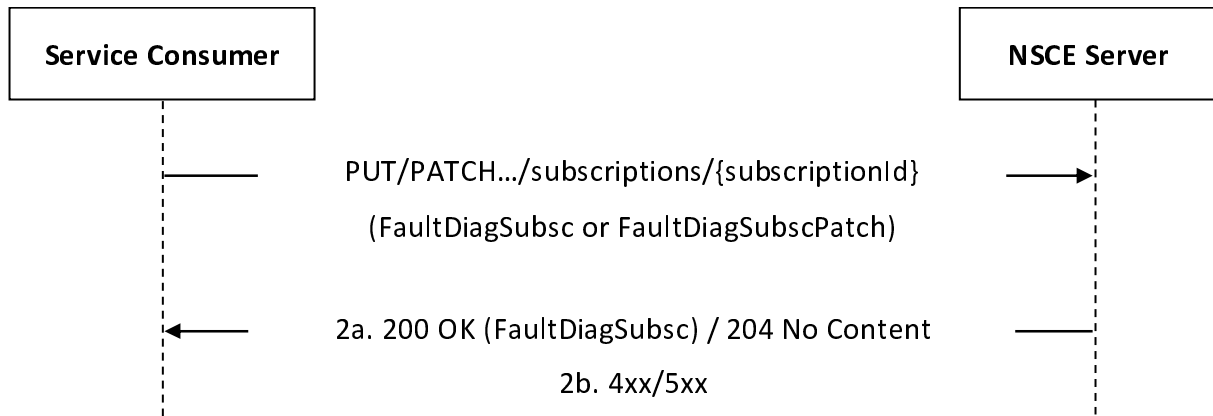 Service Consumer
NSCE Server
PUT/PATCH…/subscriptions/{subscriptionId}
(FaultDiagSubsc or FaultDiagSubscPatch)
2a. 200 OK (FaultDiagSubsc) / 204 No Content
2b. 4xx/5xx